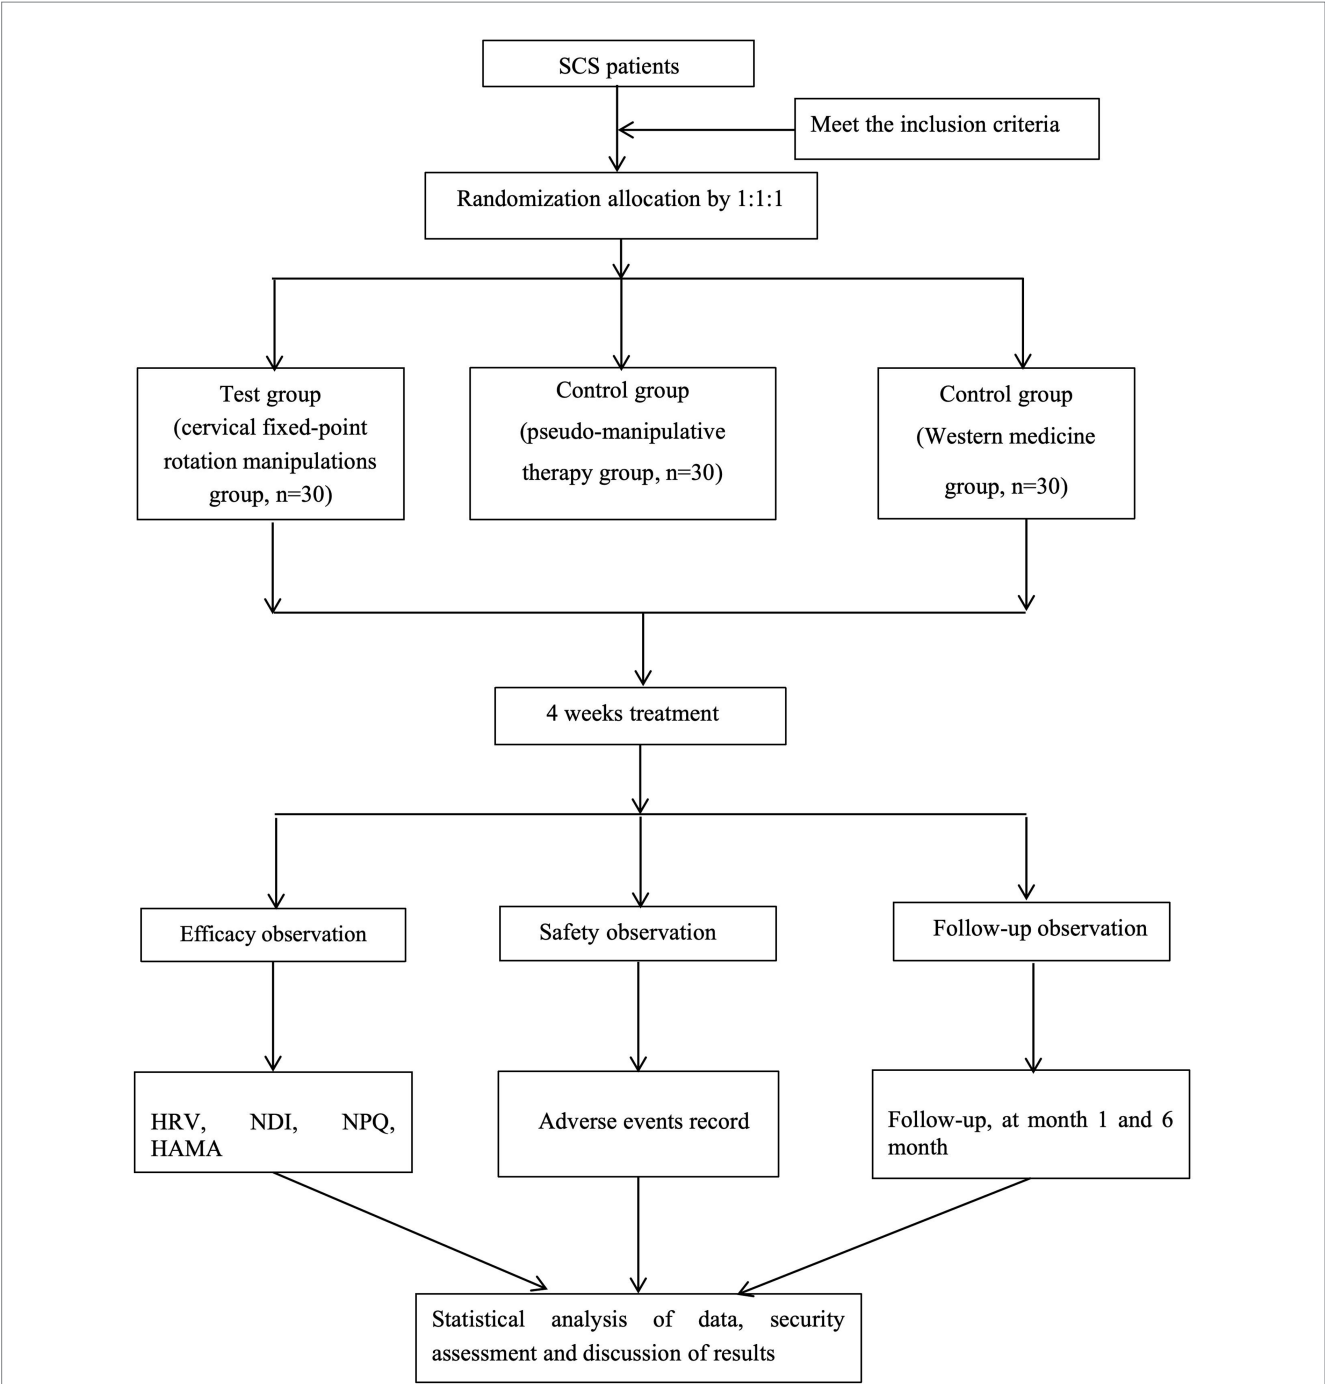 SCS patients
Meet the inclusion criteria
Randomization allocation by 1:1:1
Test group
(cervical fixed-point
rotation manipulations
group, n=30)
Control group
(pseudo-manipulative
therapy group, n=30)
Control group
(Western medicine
group, n=30)
4 weeks treatment
Efficacy observation
Safety observation
Follow-up observation
HRV, NDI, NPQ,
HAMA
Adverse events record
Follow-up, at month 1 and 6
month
Statistical analysis of data, security
assessment and discussion of results